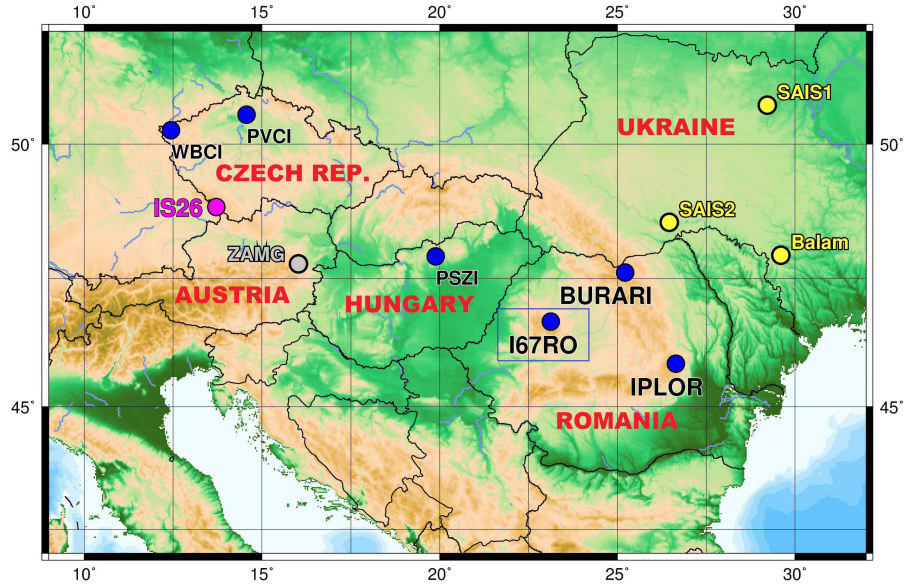 10° 15° 20° 25° 30°
SAIS1
UKRAINE
50° 50°
WBCI PVCI
CZECH REP.
IS26
SAIS2
Balam
ZAMG
PSZI
AUSTRIA HUNGARY BURARI
I67RO
IPLOR
ROMANIA
45° 45°
10° 15° 20° 25° 30°